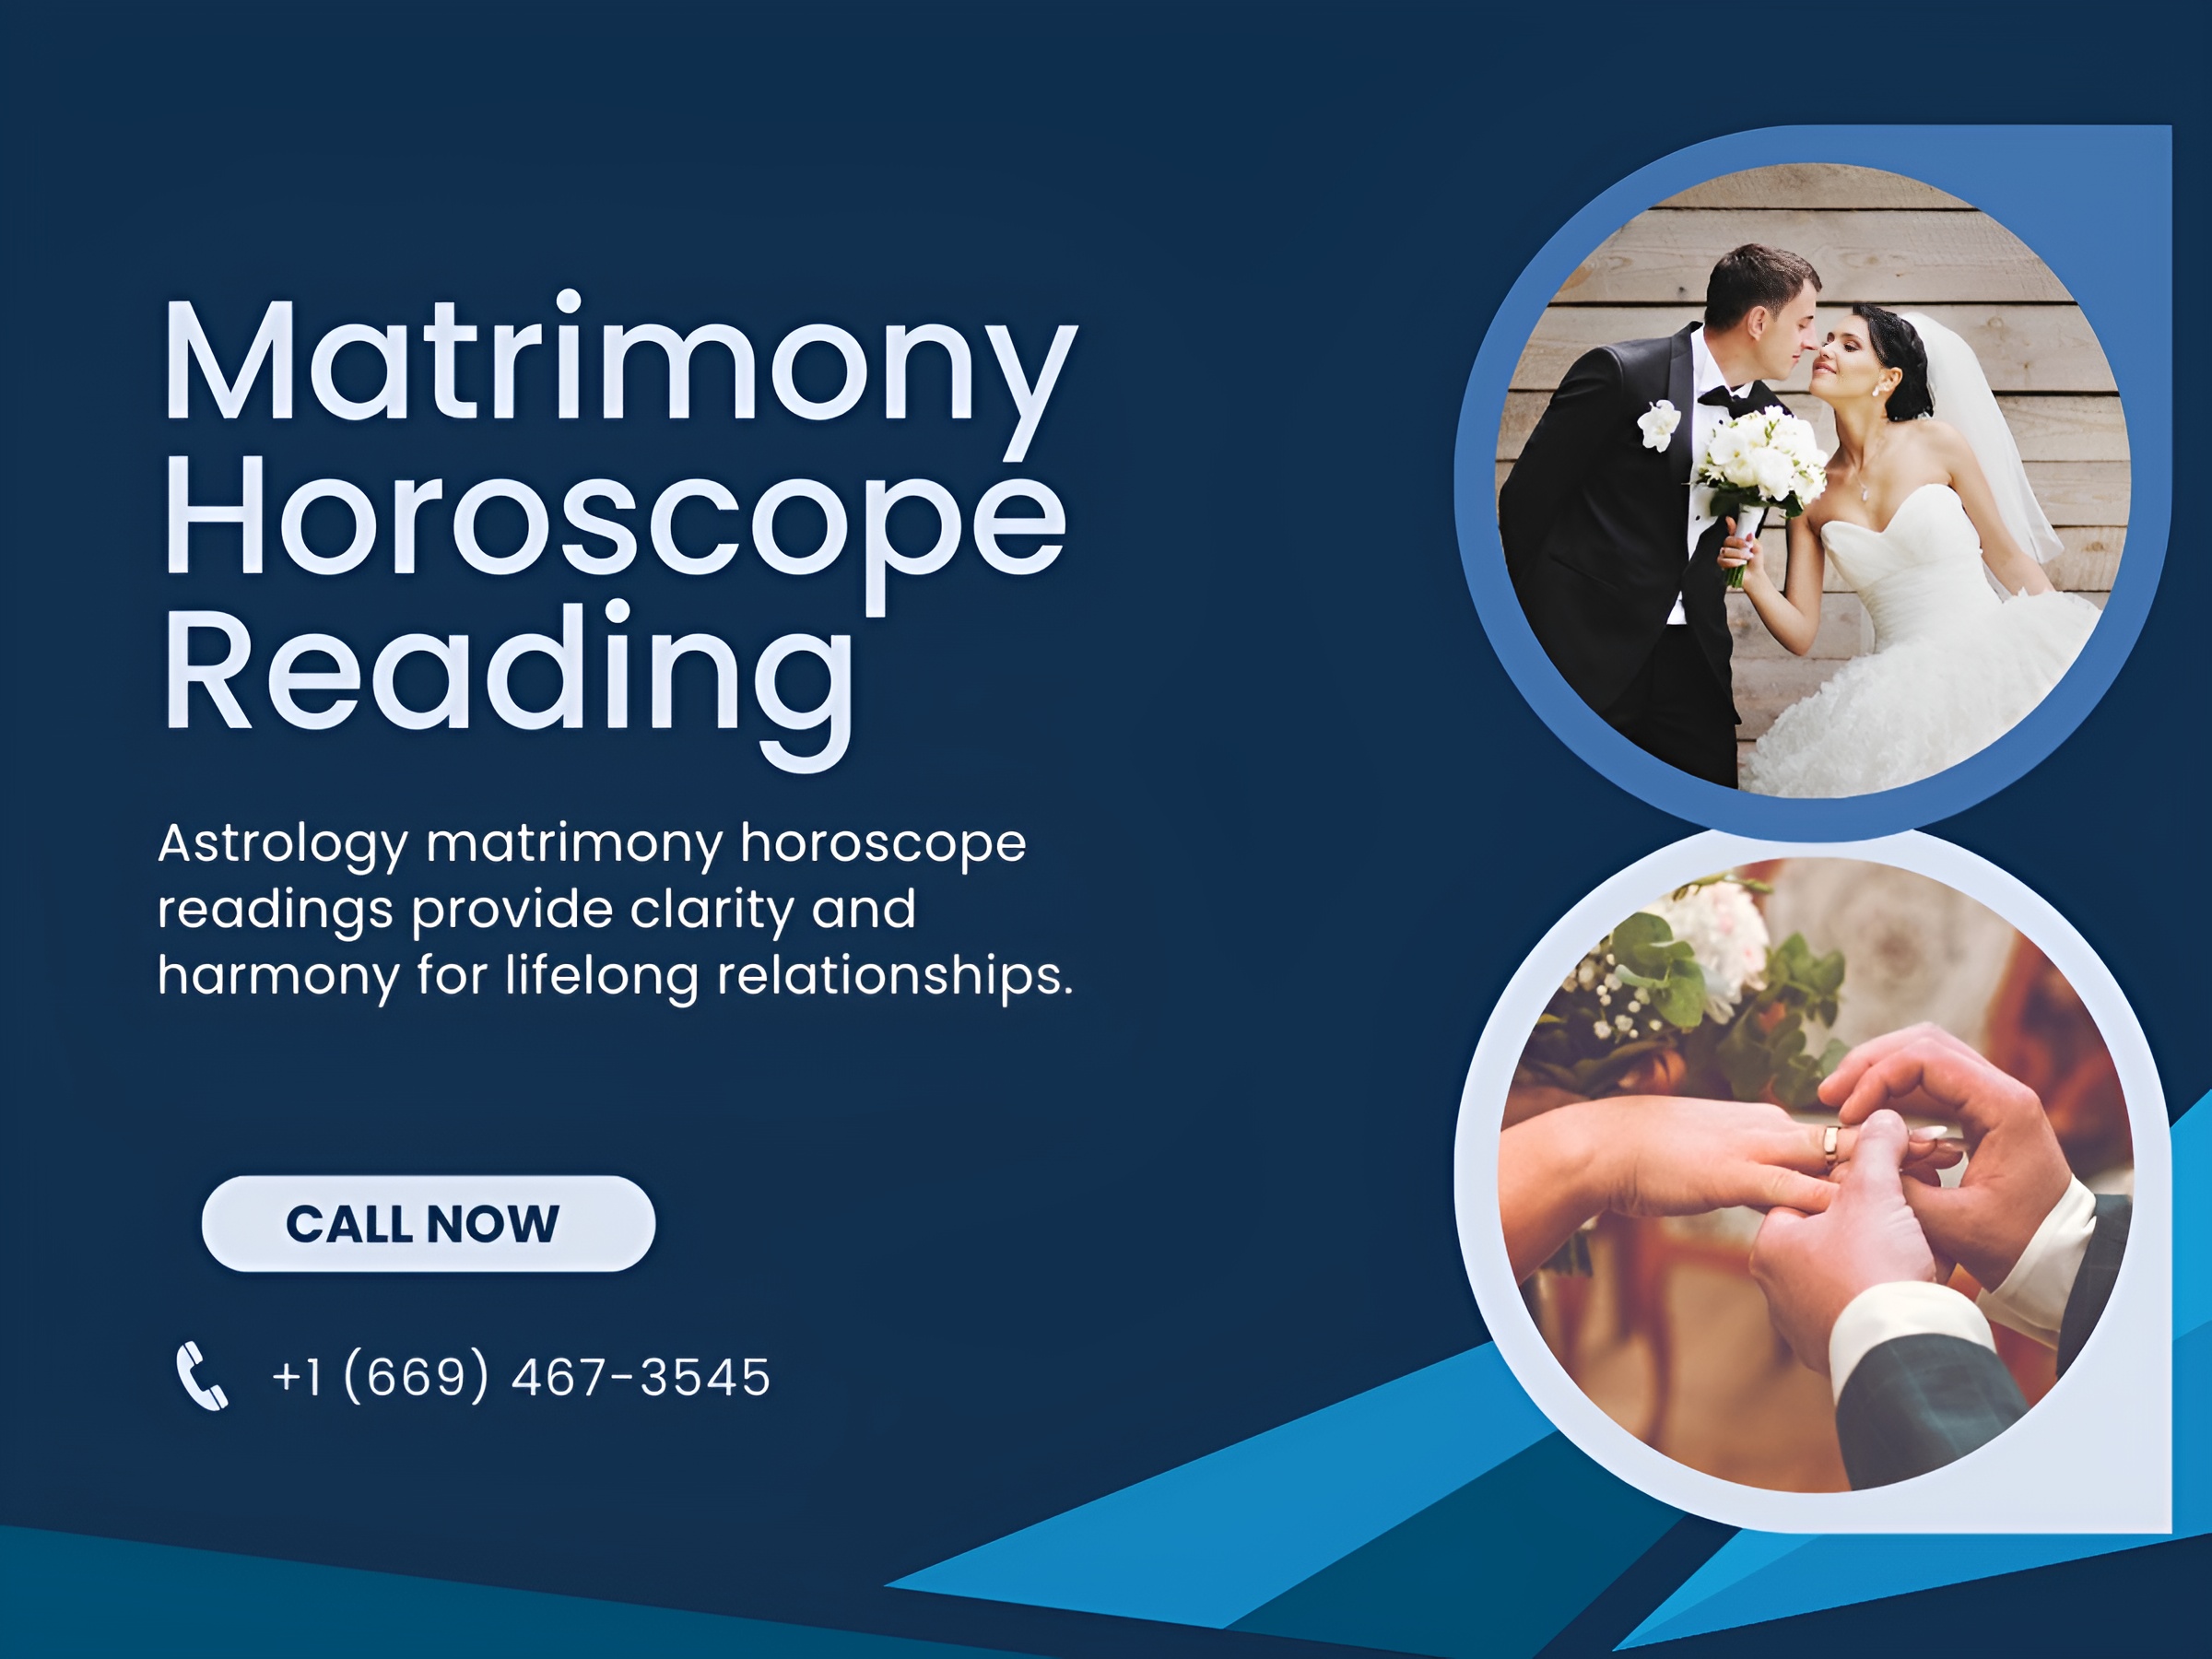 Matrimony
Horoscope
Reading
Astrology matrimony horoscope
readings provide clarity and
harmony for lifelong relationships.
CALL NOW
+1 (669) 467-3545